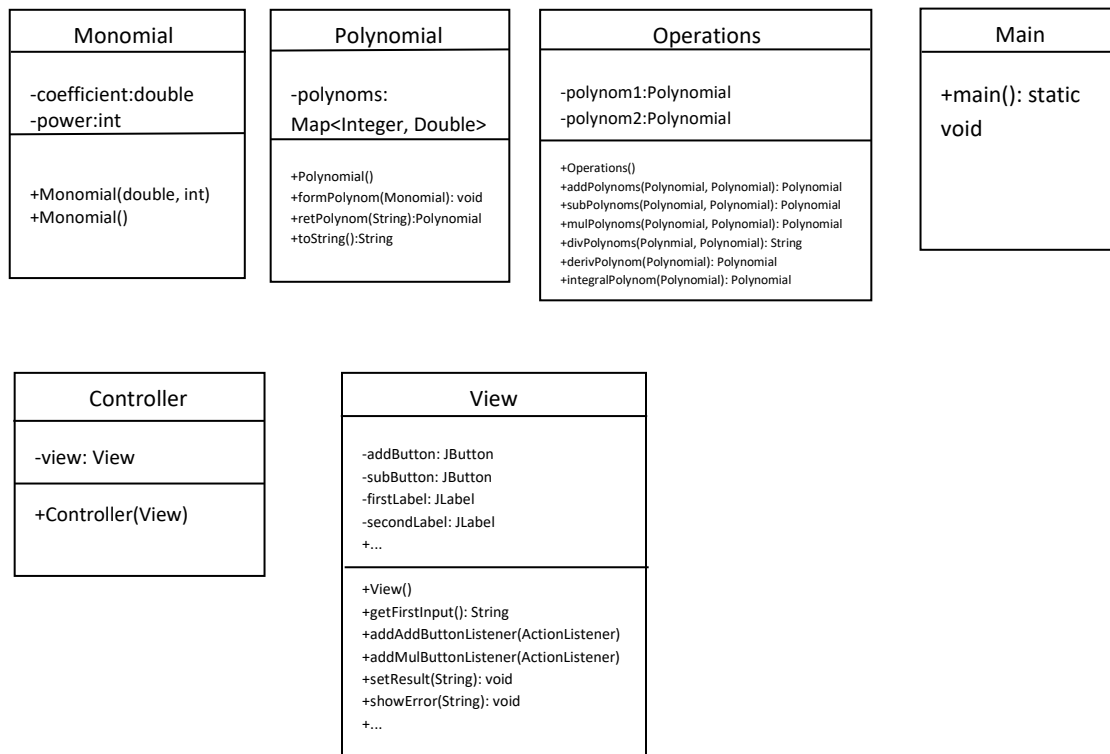 Monomial
-coefficient:double
-power:int
+Monomial(double, int)
+Monomial()
Polynomial
-polynoms:
Map<Integer, Double>
+Polynomial()
+formPolynom(Monomial): void
+retPolynom(String):Polynomial
+toString():String
Operations
-polynom1:Polynomial
-polynom2:Polynomial
+Operations()
+addPolynoms(Polynomial, Polynomial): Polynomial
+subPolynoms(Polynomial, Polynomial): Polynomial
+mulPolynoms(Polynomial, Polynomial): Polynomial
+divPolynoms(Polynmial, Polynomial): String
+derivPolynom(Polynomial): Polynomial
+integralPolynom(Polynomial): Polynomial
Main
+main(): static
void
Controller
-view: View
+Controller(View)
View
-addButton: JButton
-subButton: JButton
-firstLabel: JLabel
-secondLabel: JLabel
+...
+View()
+getFirstInput(): String
+addAddButtonListener(ActionListener)
+addMulButtonListener(ActionListener)
+setResult(String): void
+showError(String): void
+...